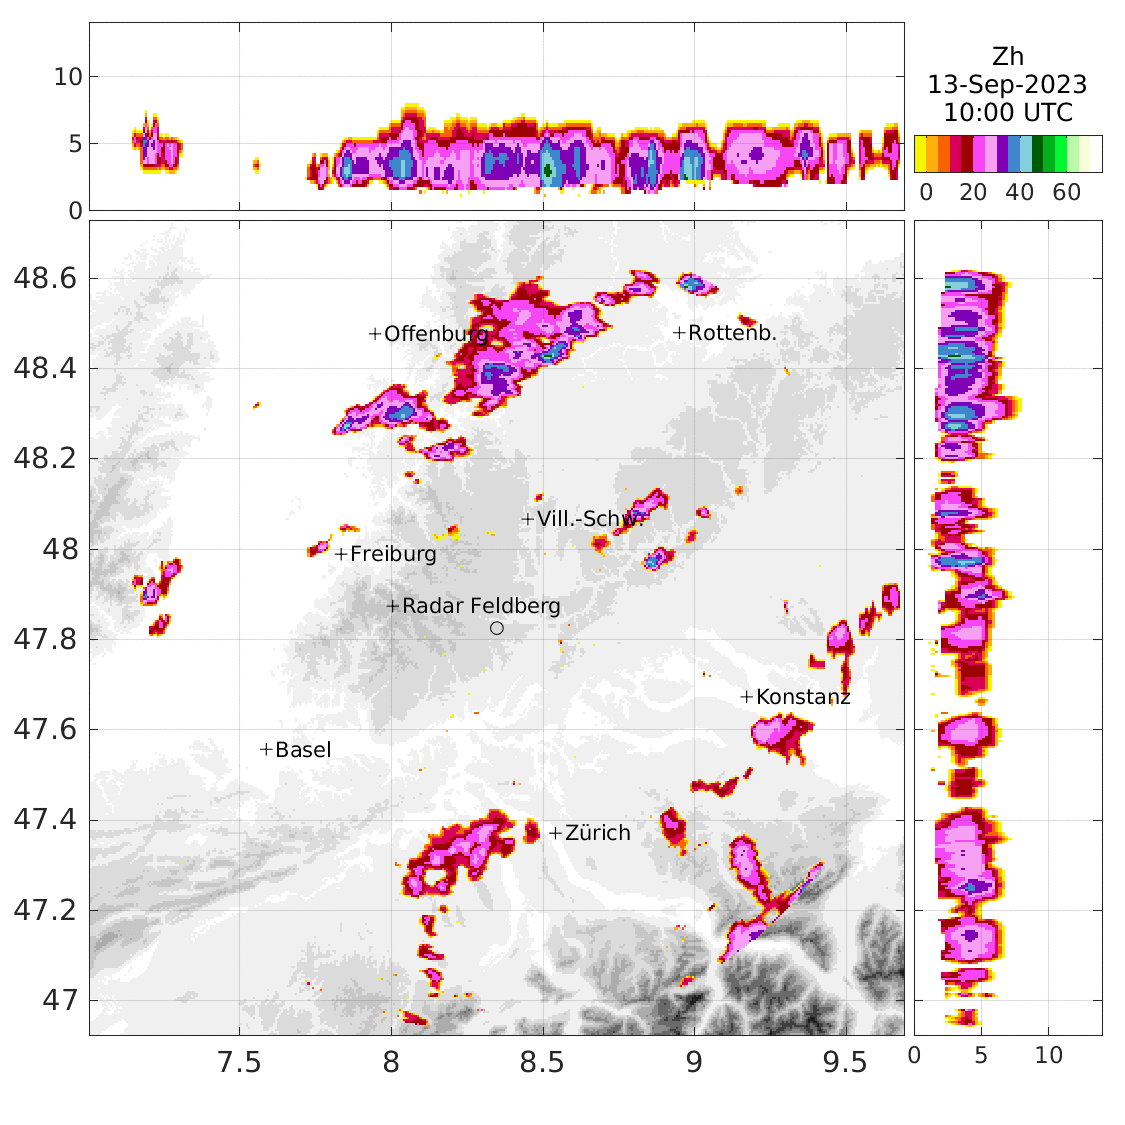 Zh
13-Sep-2023
10:00 UTC
0 20 40 60
10
5
0
48.6
48.4
48.2
48
47.8
47.6
47.4
47.2
47
+Offenburg
+Rottenb.
+Vill.-Schw.
+Freiburg
+Radar Feldberg
+Konstanz
+Basel
+Zürich
7.5 8 8.5 9 9.5
0 5 10